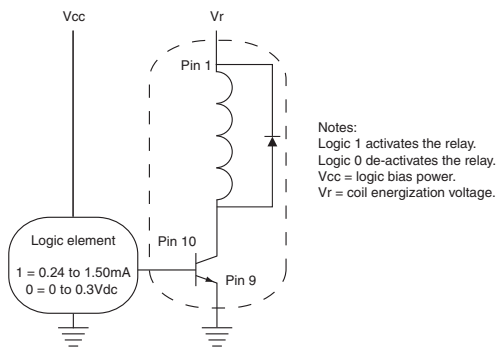 Vcc
Vr
Pin 1
Notes:
Logic 1 activates the relay.
Logic 0 de-activates the relay.
Vcc = logic bias power.
Vr = coil energization voltage.
Logic element
1 = 0.24 to 1.50mA
0 = 0 to 0.3Vdc
Pin 10
Pin 9